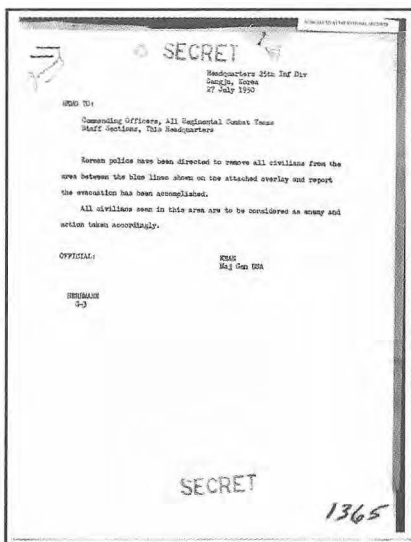 SECRET
Headquarters 25th Inf Div
Sangju, Korea
27 July 1950
MEMO TO:
Commanding Officers, All Regimental Combat Teams
Staff Sections, This Headquarters
Korean police have been directed to remove all civilians from the
area between the blue lines shown on the attached overlay and report
the evacuation has been accomplished.
All civilians seen in this area are to be considered as enemy and
action taken accordingly.
OFFICIAL:
KEAN
Maj Gen USA
G-3
SECRET
1365